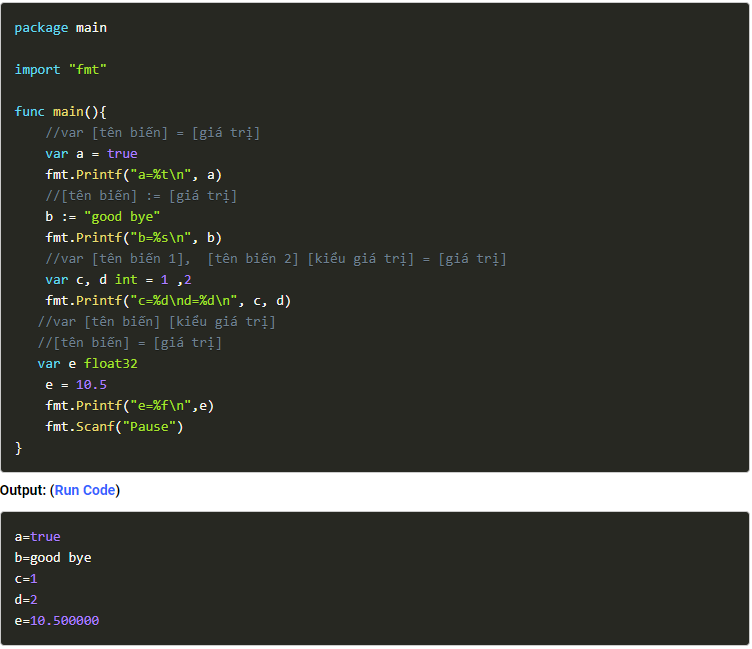 package main
import "fmt"
func main(){
    //var [tên biến] = [giá trị]
    var a = true
    fmt.Printf("a=%t\n", a)
    //[tên biến] := [giá trị]
    b := "good bye"
    fmt.Printf("b=%s\n", b)
    //var [tên biến 1],  [tên biến 2] [kiểu giá trị] = [giá trị]
    var c, d int = 1 ,2
    fmt.Printf("c=%d\nd=%d\n", c, d)
   //var [tên biến] [kiểu giá trị]
   //[tên biến] = [giá trị]
   var e float32
    e = 10.5
    fmt.Printf("e=%f\n",e)
    fmt.Scanf("Pause")
}
Output: (Run Code)
a=true
b=good bye
c=1
d=2
e=10.500000